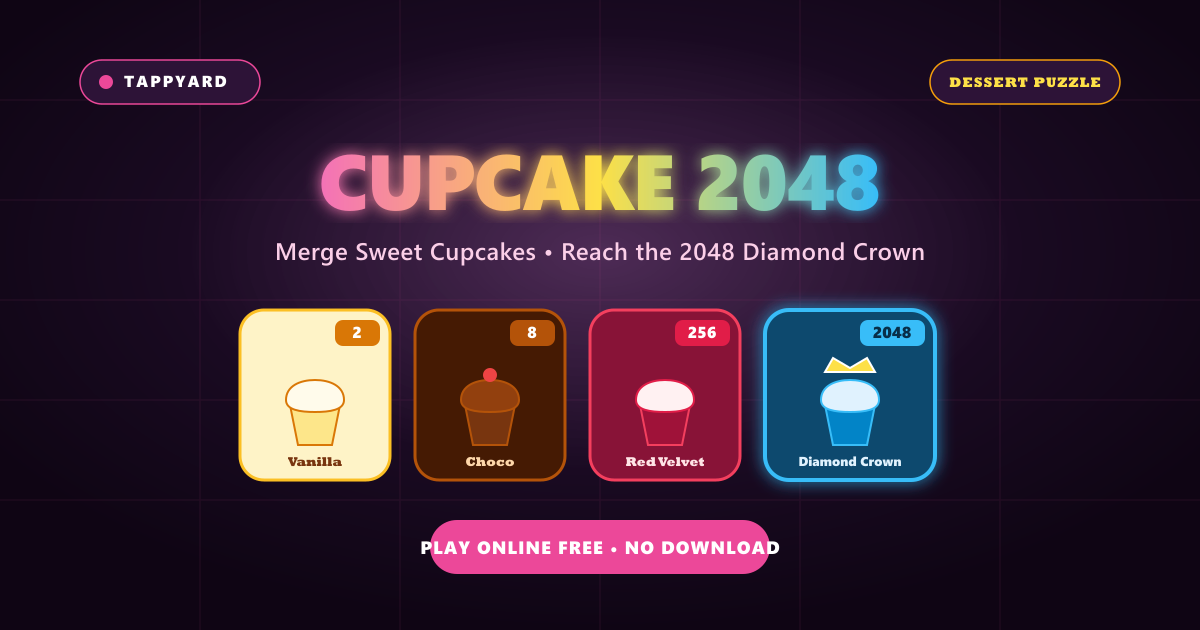 TAPPYARD
DESSERT PUZZLE
CUPCAKE 2048
Merge Sweet Cupcakes • Reach the 2048 Diamond Crown
2
8
256
2048
Vanilla
Choco
Red Velvet
Diamond Crown
PLAY ONLINE FREE • NO DOWNLOAD